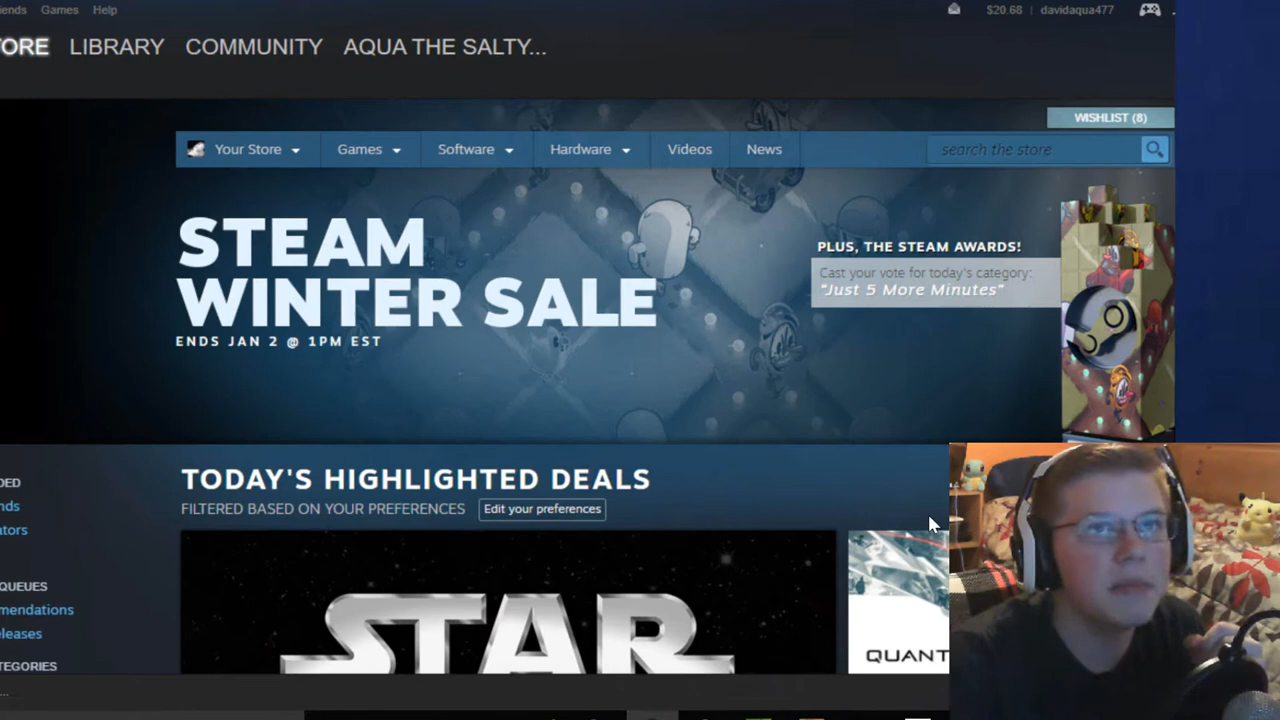 iends Games Help
$20.68 davidaqua477
ORE LIBRARY COMMUNITY AQUA THE SALTY...
WISHLIST (8)
Your Store Games Software Hardware Videos News
search the store
STEAM
WINTER SALE
ENDS JAN 2 @ 1PM EST
PLUS, THE STEAM AWARDS!
Cast your vote for today's category:
"Just 5 More Minutes"
DED
nds
ators
QUEUES
mendations
eleases
TEGORIES
TODAY'S HIGHLIGHTED DEALS
FILTERED BASED ON YOUR PREFERENCES Edit your preferences
STAR
QUANT
...